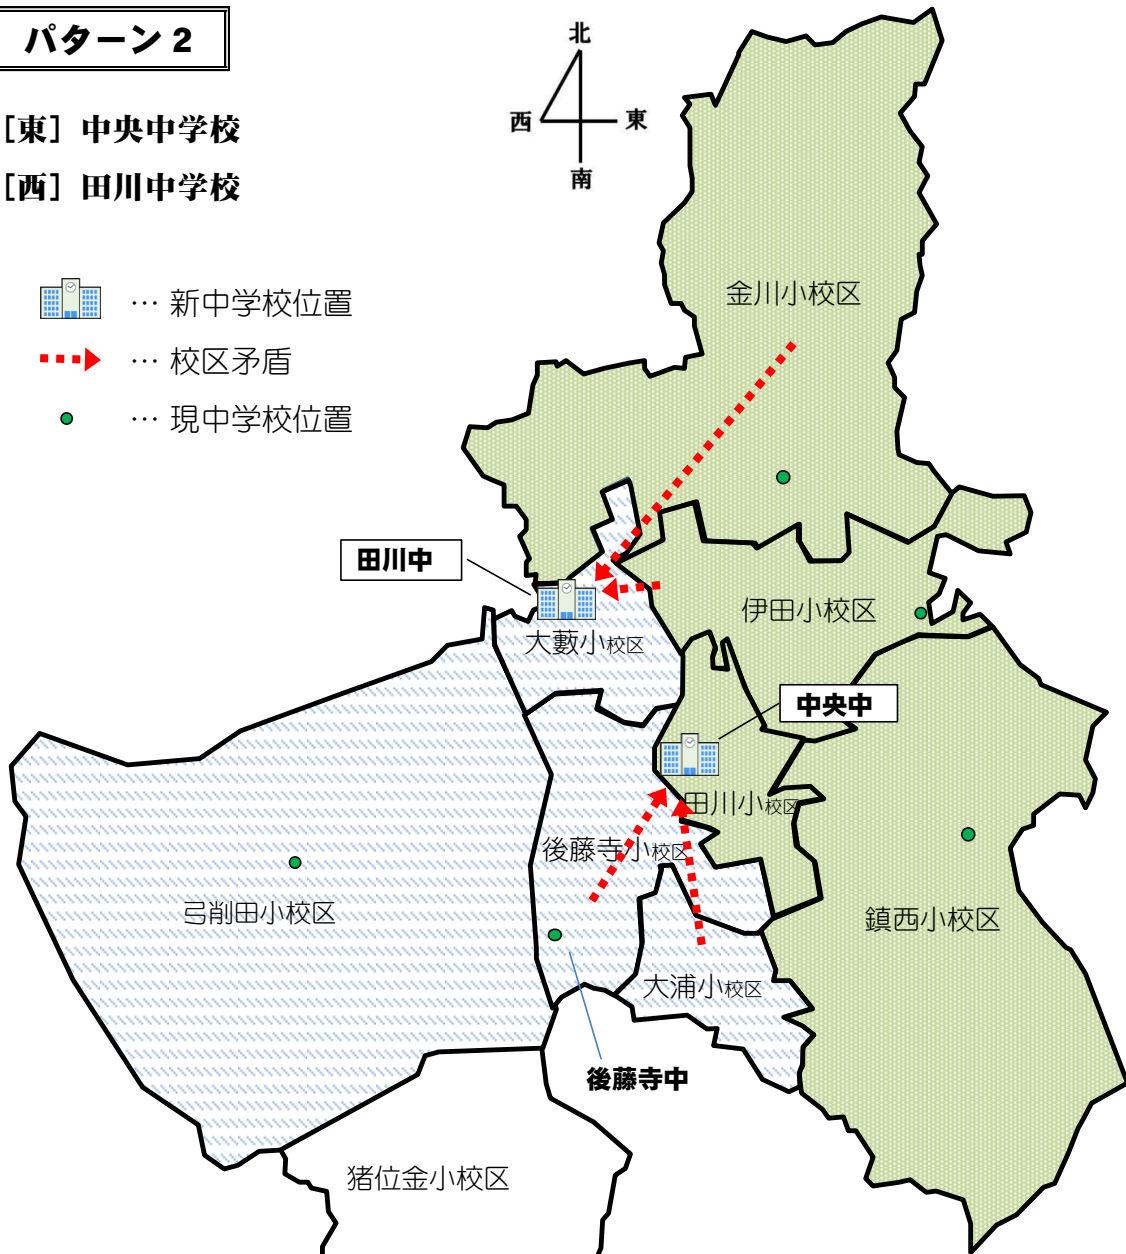 パターン２
北
西
東
南
［東］中央中学校
［西］田川中学校
… 新中学校位置
… 校区矛盾
… 現中学校位置
金川小校区
田川中
伊田小校区
大藪小校区
中央中
田川小校区
後藤寺小校区
弓削田小校区
鎮西小校区
大浦小校区
後藤寺中
猪位金小校区